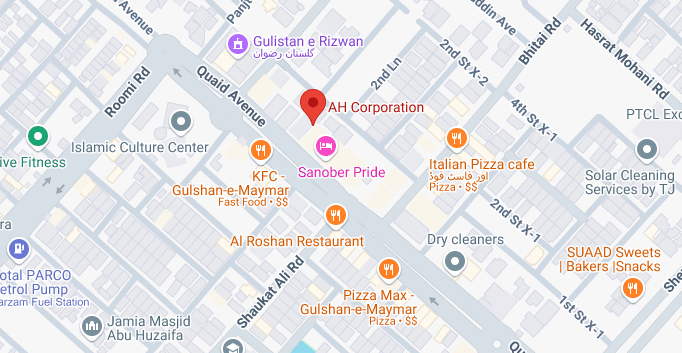 Panj
Gulistan e Rizwan
گلستان رضوان
Roomi Rd
Quaid Avenue
2nd Ln
2nd St X-2
Bhitai Rd
Hasrat Mohani Rd
4th St X-1
AH Corporation
PTCL Exc
Islamic Culture Center
ive Fitness
Sanober Pride
KFC -
Gulshan-e-Maymar
Fast Food • $$
Italian Pizza cafe
اور فاسٹ فوڈ
Pizza • $$
Solar Cleaning
Services by TJ
2nd St X-1
ra
Al Roshan Restaurant
Dry cleaners
SUAAD Sweets
| Bakers |Snacks
otal PARCO
etrol Pump
arzam Fuel Station
Shaukat Ali Rd
Pizza Max -
Gulshan-e-Maymar
Pizza • $$
1st St X-1
Jamia Masjid
Abu Huzaifa